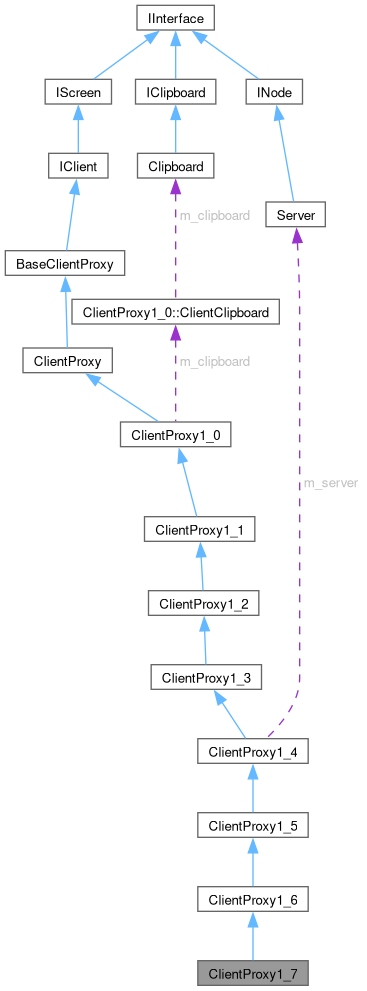 IInterface
IScreen
IClipboard
INode
IClient
Clipboard
Server
m_clipboard
BaseClientProxy
ClientProxy1_0::ClientClipboard
ClientProxy
m_clipboard
ClientProxy1_0
m_server
ClientProxy1_1
ClientProxy1_2
ClientProxy1_3
ClientProxy1_4
ClientProxy1_5
ClientProxy1_6
ClientProxy1_7